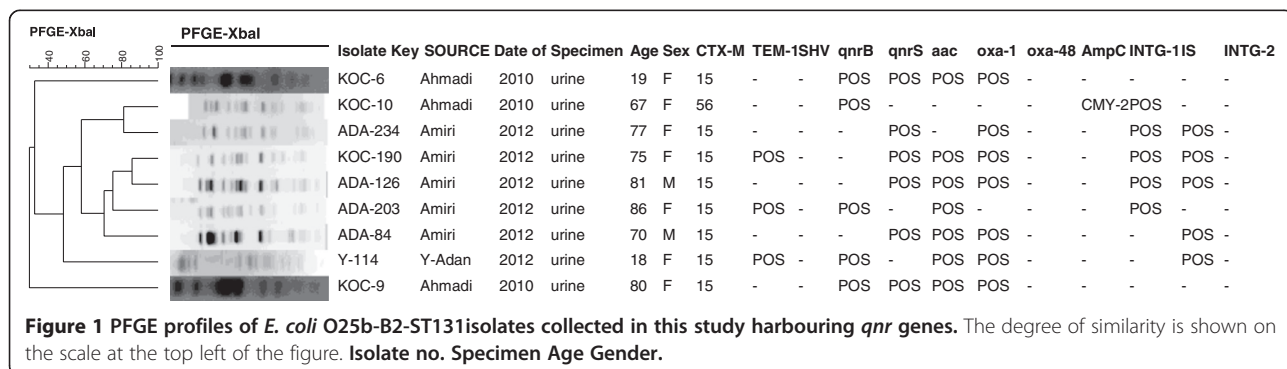 PFGE-XbaI PFGE-XbaI
40 60 80 100
Isolate Key SOURCE Date of Specimen Age Sex CTX-M TEM-1SHV qnrB qnrS aac oxa-1 oxa-48 AmpC INTG-1IS INTG-2
KOC-6 Ahmadi 2010 urine 19 F 15 - - POS POS POS POS - - - - -
KOC-10 Ahmadi 2010 urine 67 F 56 - - POS - - - - CMY-2POS - -
ADA-234 Amiri 2012 urine 77 F 15 - - - POS - POS - - POS POS -
KOC-190 Amiri 2012 urine 75 F 15 POS - - POS POS POS - - POS POS -
ADA-126 Amiri 2012 urine 81 M 15 - - - POS POS POS - - POS POS -
ADA-203 Amiri 2012 urine 86 F 15 POS - POS - POS - - - POS - -
ADA-84 Amiri 2012 urine 70 M 15 - - - POS POS POS - - - POS -
Y-114 Y-Adan 2012 urine 18 F 15 POS - POS - POS POS - - - POS -
KOC-9 Ahmadi 2010 urine 80 F 15 - - POS POS POS POS - - - - -
Figure 1 PFGE profiles of E. coli O25b-B2-ST131isolates collected in this study harbouring qnr genes. The degree of similarity is shown on
the scale at the top left of the figure. Isolate no. Specimen Age Gender.